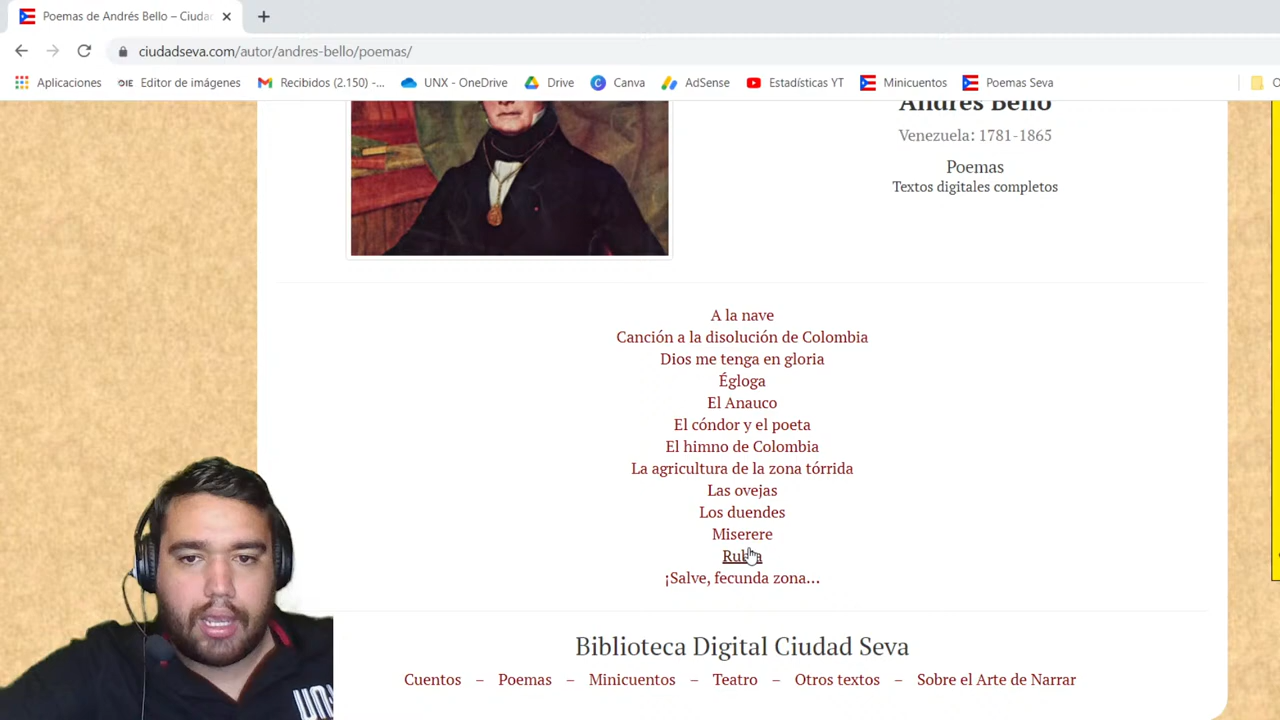 Poemas de Andrés Bello – Ciuda
ciudadseva.com/autor/andres-bello/poemas/
Aplicaciones
OIE Editor de imágenes
Recibidos (2.150) -...
UNX - OneDrive
Drive
Canva
AdSense
Estadísticas YT
Minicuentos
Poemas Seva
Andrés Bello
Venezuela: 1781-1865
Poemas
Textos digitales completos
A la nave
Canción a la disolución de Colombia
Dios me tenga en gloria
Égloga
El Anauco
El cóndor y el poeta
El himno de Colombia
La agricultura de la zona tórrida
Las ovejas
Los duendes
Miserere
¡Salve, fecunda zona...
Biblioteca Digital Ciudad Seva
Cuentos – Poemas – Minicuentos – Teatro – Otros textos – Sobre el Arte de Narrar